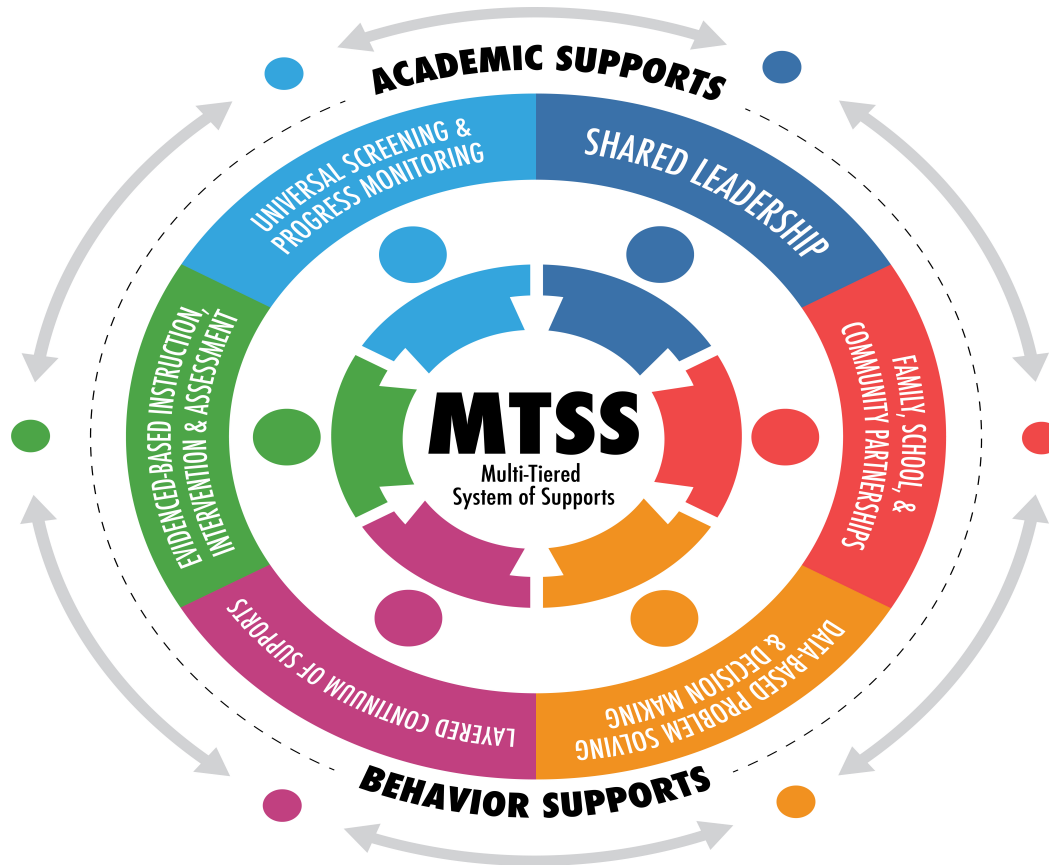 ACADEMIC SUPPORTS
UNIVERSAL SCREENING &
PROGRESS MONITORING
SHARED LEADERSHIP
FAMILY, SCHOOL, &
COMMUNITY PARTNERSHIPS
DATA-BASED PROBLEM SOLVING
& DECISION MAKING
LAYERED CONTINUUM OF SUPPORTS
EVIDENCED-BASED INSTRUCTION,
INTERVENTION & ASSESSMENT
MTSS
Multi-Tiered
System of Supports
BEHAVIOR SUPPORTS